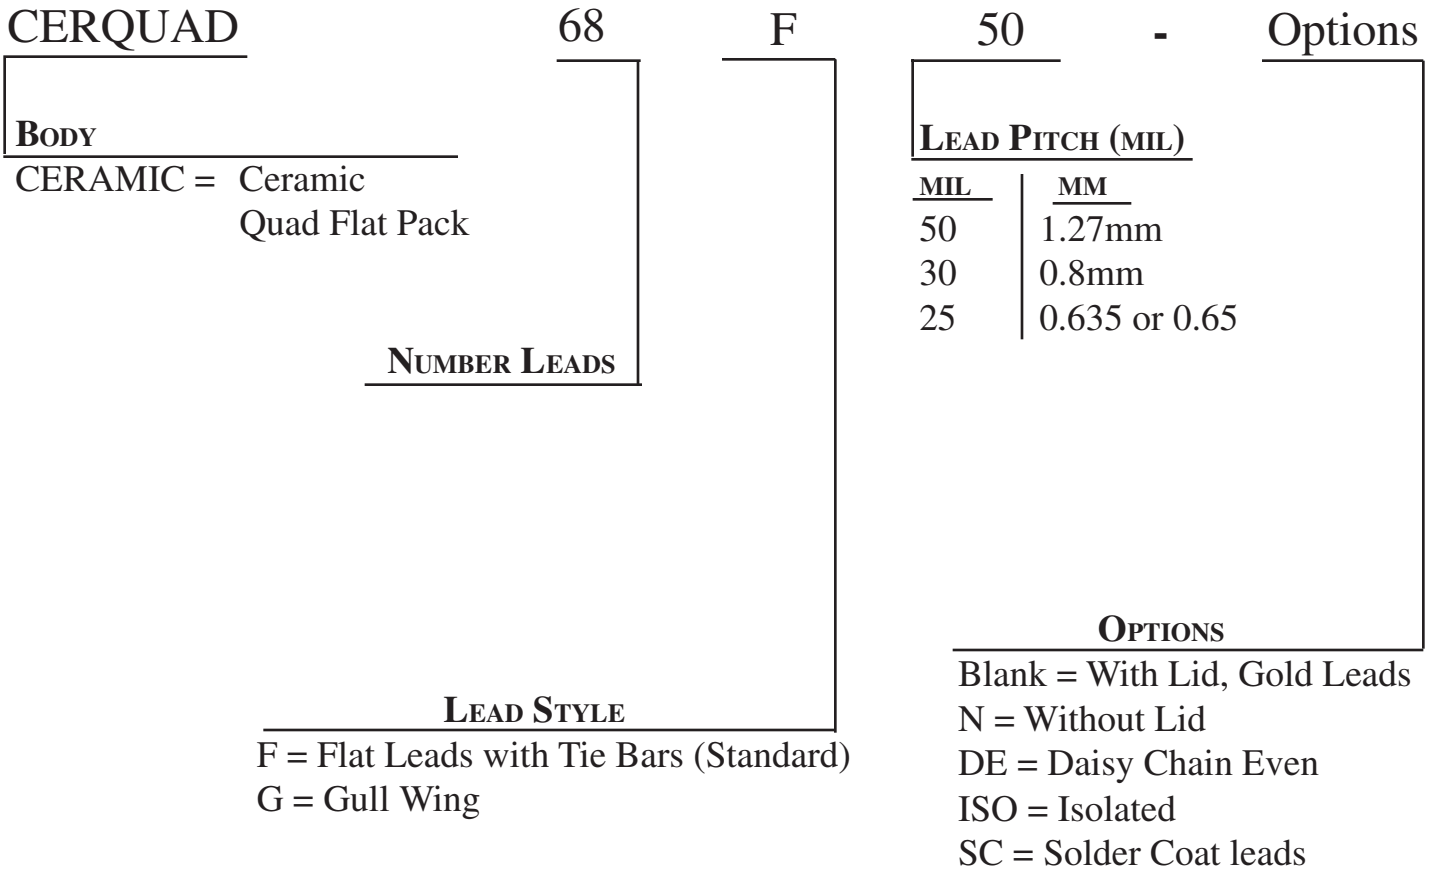 CERQUAD 68 F 50 - Options
BODY
CERAMIC = Ceramic
Quad Flat Pack
NUMBER LEADS
LEAD STYLE
F = Flat Leads with Tie Bars (Standard)
G = Gull Wing
LEAD PITCH (MIL)
MIL MM
50 1.27mm
30 0.8mm
25 0.635 or 0.65
OPTIONS
Blank = With Lid, Gold Leads
N = Without Lid
DE = Daisy Chain Even
ISO = Isolated
SC = Solder Coat leads